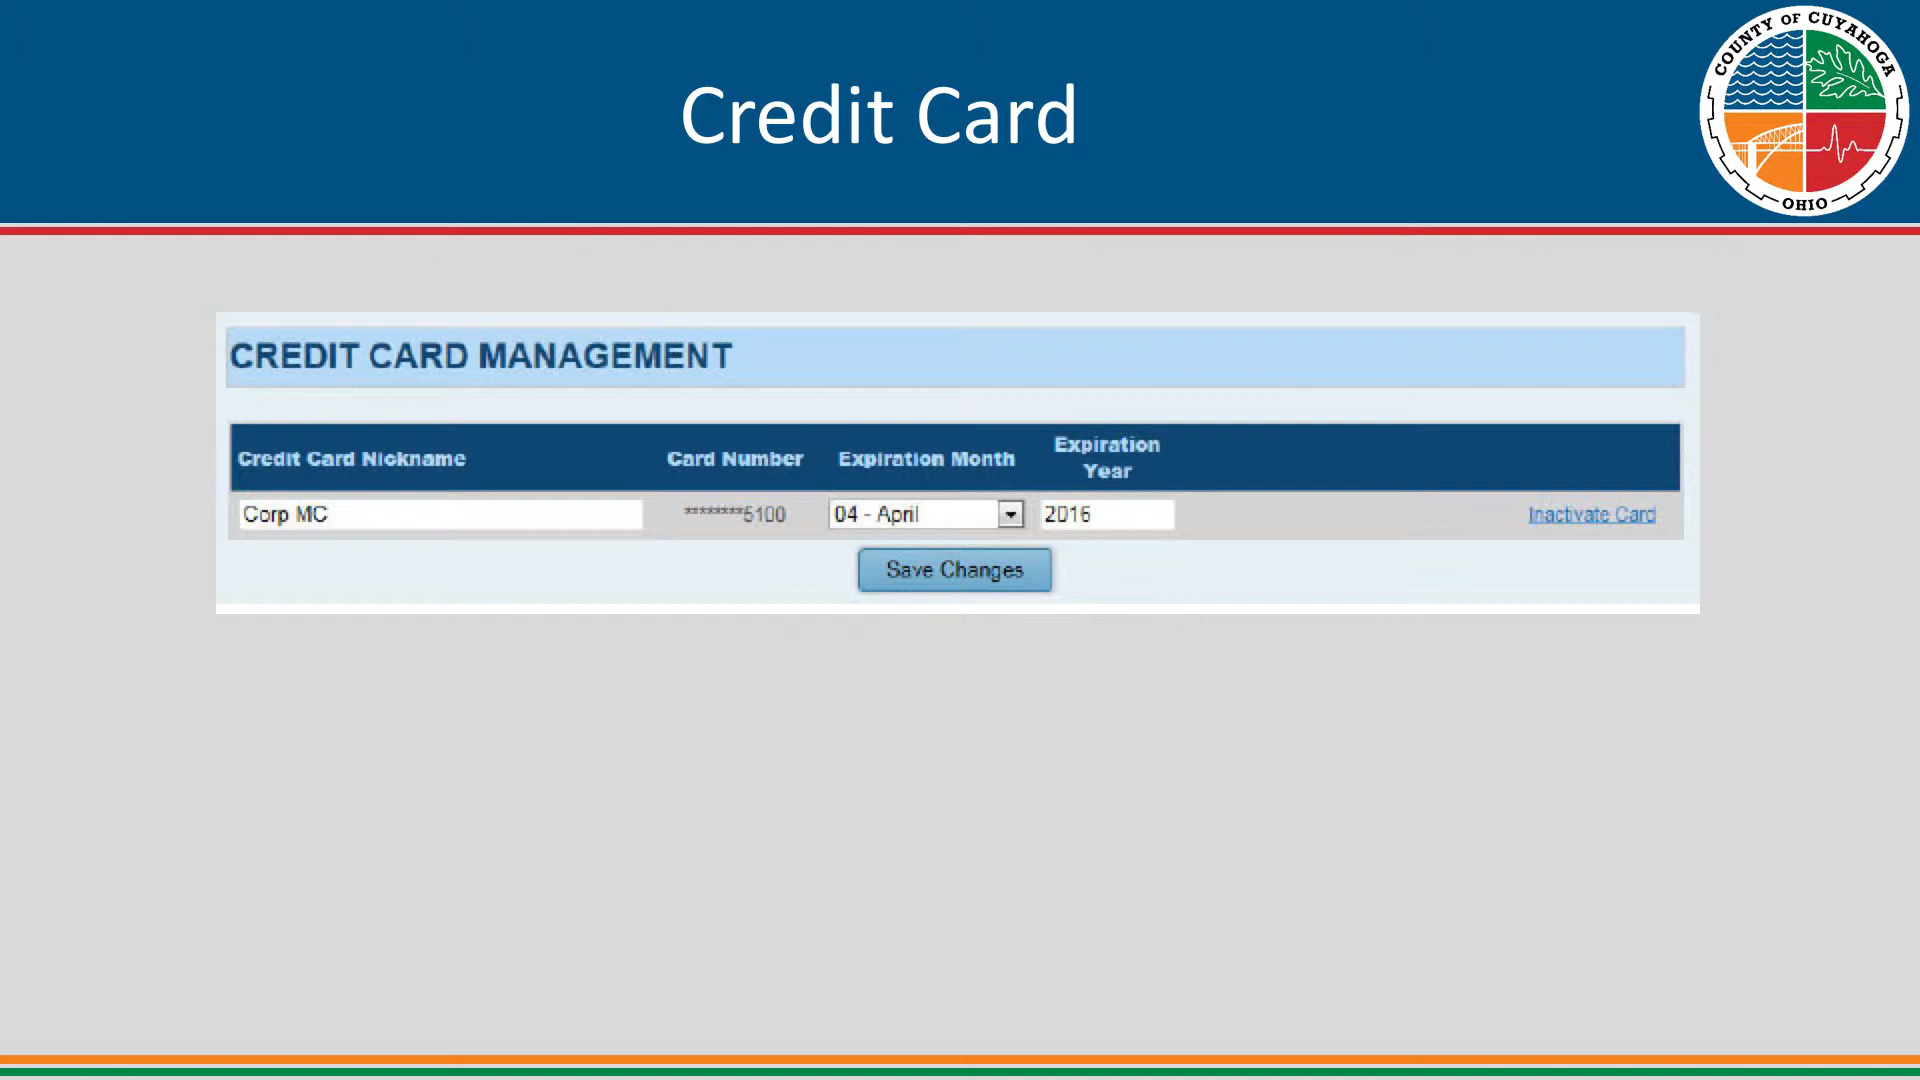 Credit Card
COUNTY OF CUYAHOGA
OHIO
CREDIT CARD MANAGEMENT
Credit Card Nickname Card Number Expiration Month Expiration Year
Corp MC ********5100 04 - April 2016 Inactivate Card
Save Changes